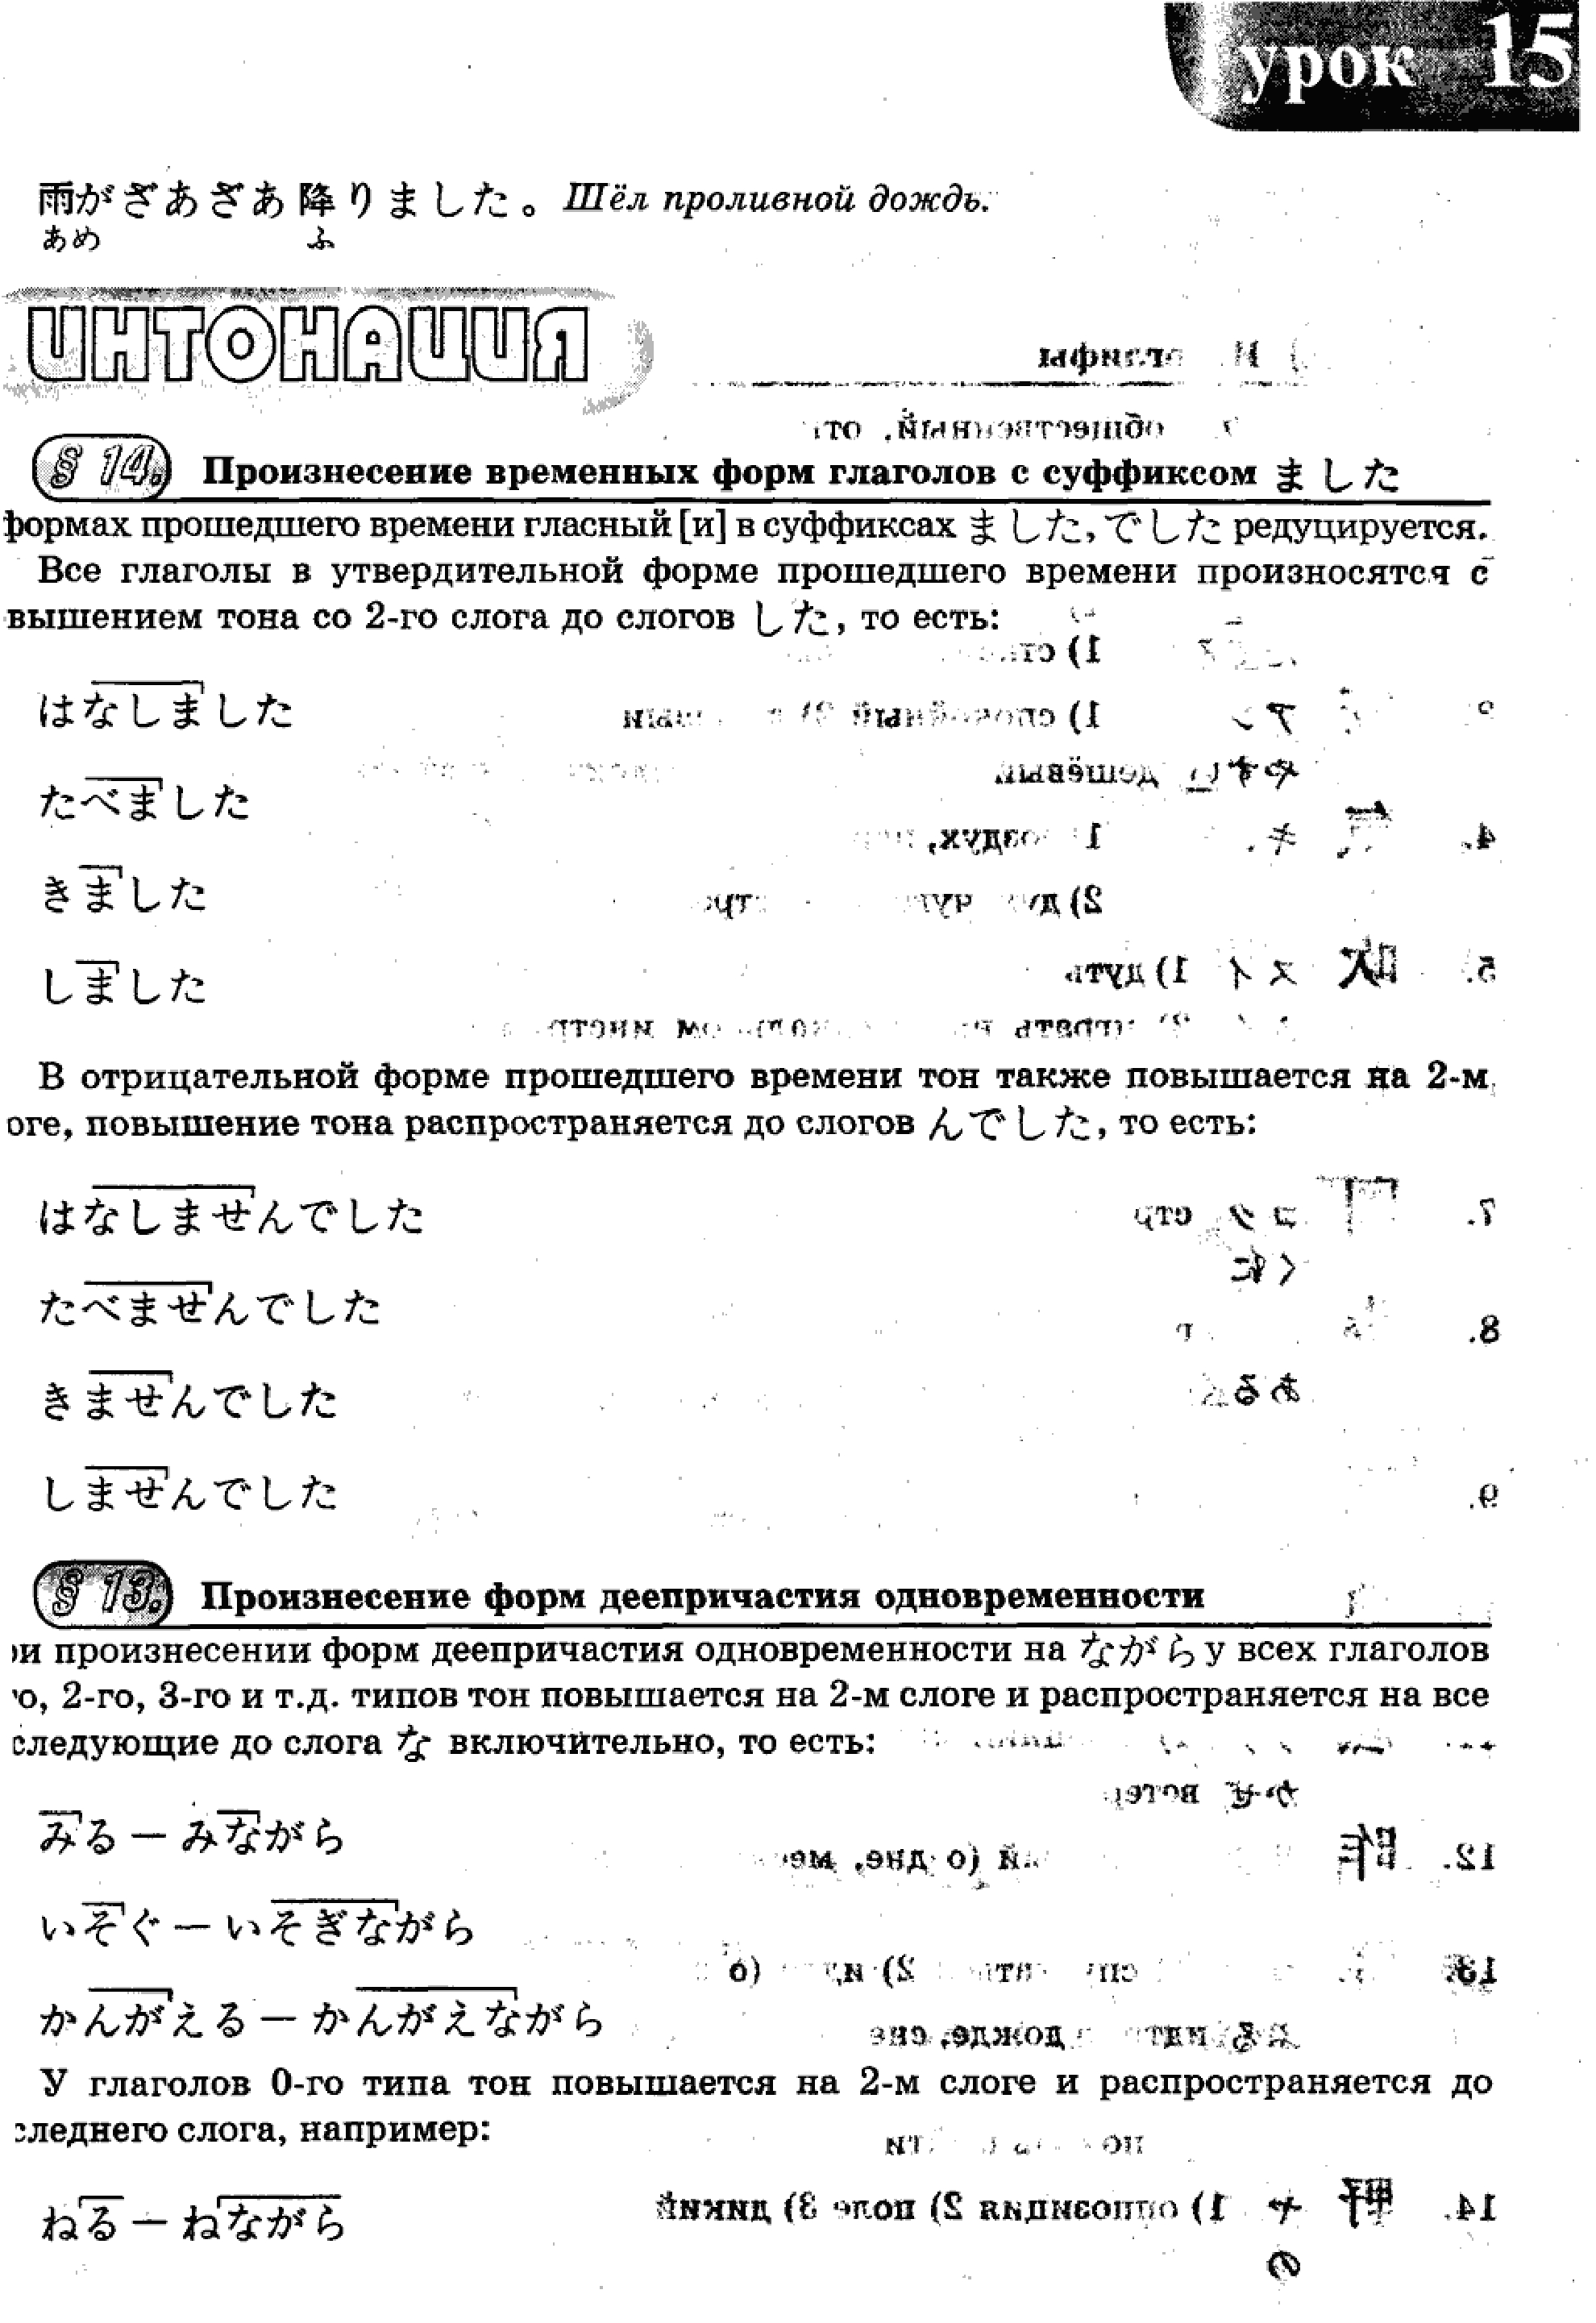 урок 15
雨がざあざあ降りました。Шёл проливной дождь.
あめ ふ
ИНТОНАЦИЯ
§ 14. Произнесение временных форм глаголов с суффиксом ました
формах прошедшего времени гласный [и] в суффиксах ました, でした редуцируется.
Все глаголы в утвердительной форме прошедшего времени произносятся с
вышением тона со 2-го слога до слогов した, то есть:
はなしました
たべました
きました
しました
В отрицательной форме прошедшего времени тон также повышается на 2-м
оге, повышение тона распространяется до слогов んでした, то есть:
はなしませんでした
たべませんでした
きませんでした
しませんでした
§ 13. Произнесение форм деепричастия одновременности
ри произнесении форм деепричастия одновременности на ながら у всех глаголов
о, 2-го, 3-го и т.д. типов тон повышается на 2-м слоге и распространяется на все
следующие до слога な включительно, то есть:
みる — みながら
いそぐ — いそぎながら
かんがえる — かんがえながら
У глаголов 0-го типа тон повышается на 2-м слоге и распространяется до
следнего слога, например:
ねる — ねながら